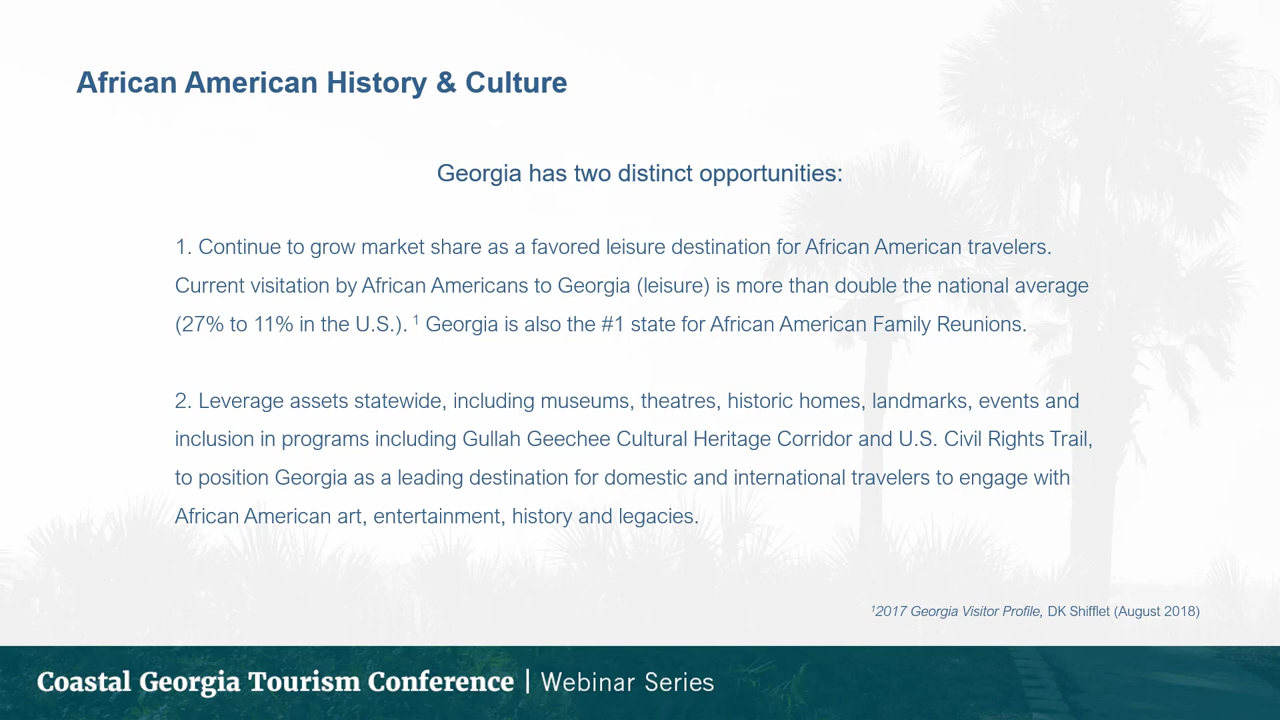 African American History & Culture
Georgia has two distinct opportunities:
1. Continue to grow market share as a favored leisure destination for African American travelers.
Current visitation by African Americans to Georgia (leisure) is more than double the national average
(27% to 11% in the U.S.). ¹ Georgia is also the #1 state for African American Family Reunions.
2. Leverage assets statewide, including museums, theatres, historic homes, landmarks, events and
inclusion in programs including Gullah Geechee Cultural Heritage Corridor and U.S. Civil Rights Trail,
to position Georgia as a leading destination for domestic and international travelers to engage with
African American art, entertainment, history and legacies.
¹2017 Georgia Visitor Profile, DK Shifflet (August 2018)
Coastal Georgia Tourism Conference | Webinar Series